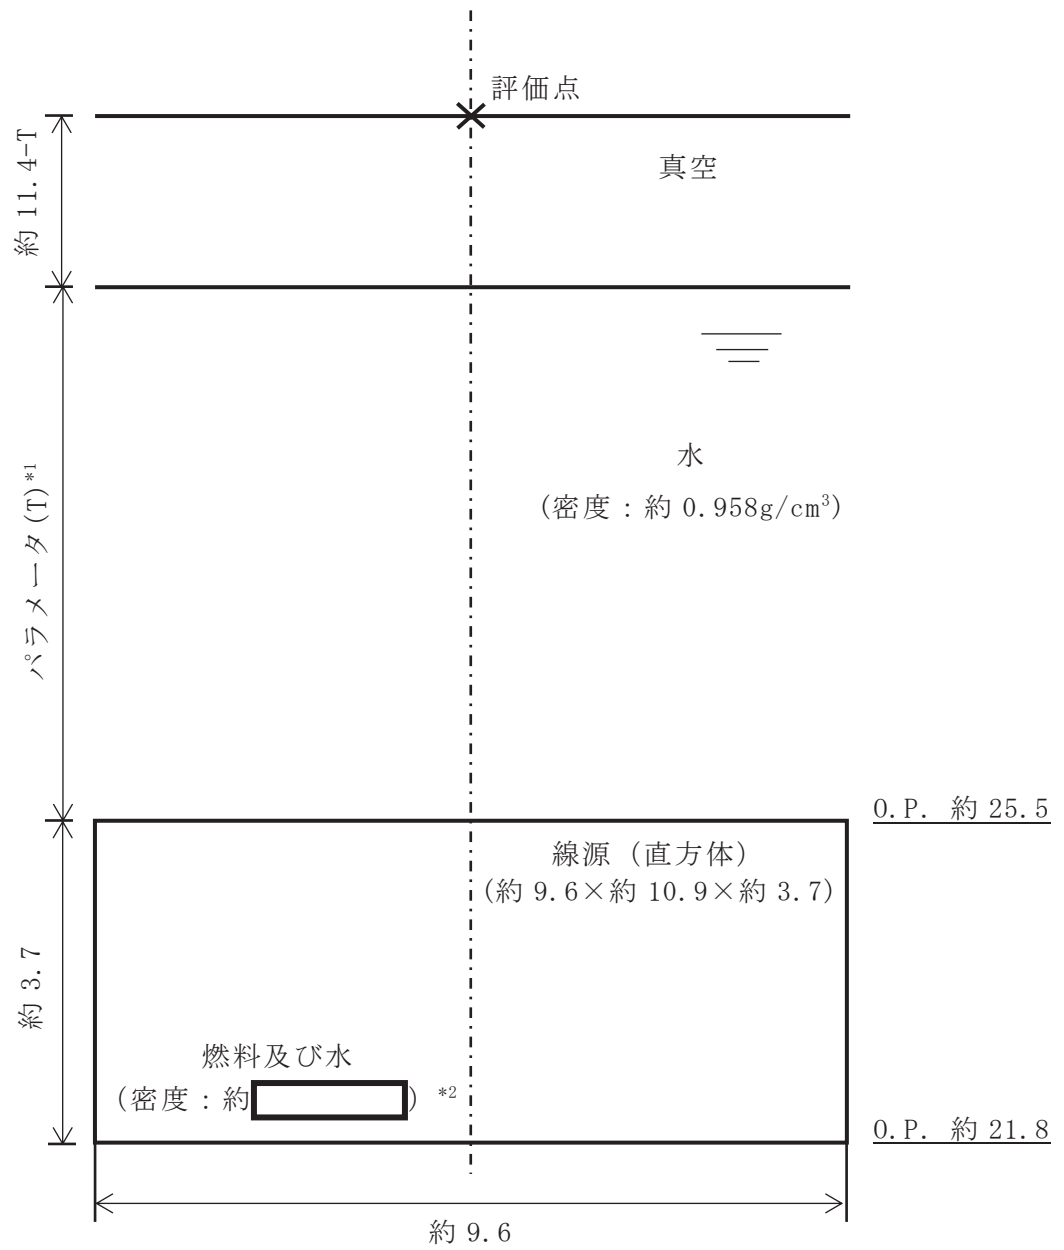 評価点
約 11.4-T
真空
水
(密度：約 0.958g/cm³)
パラメータ(T)*1
O.P. 約 25.5
線源（直方体）
(約 9.6×約 10.9×約 3.7)
約 3.7
燃料及び水
(密度：約 ) *2
O.P. 約 21.8
約 9.6